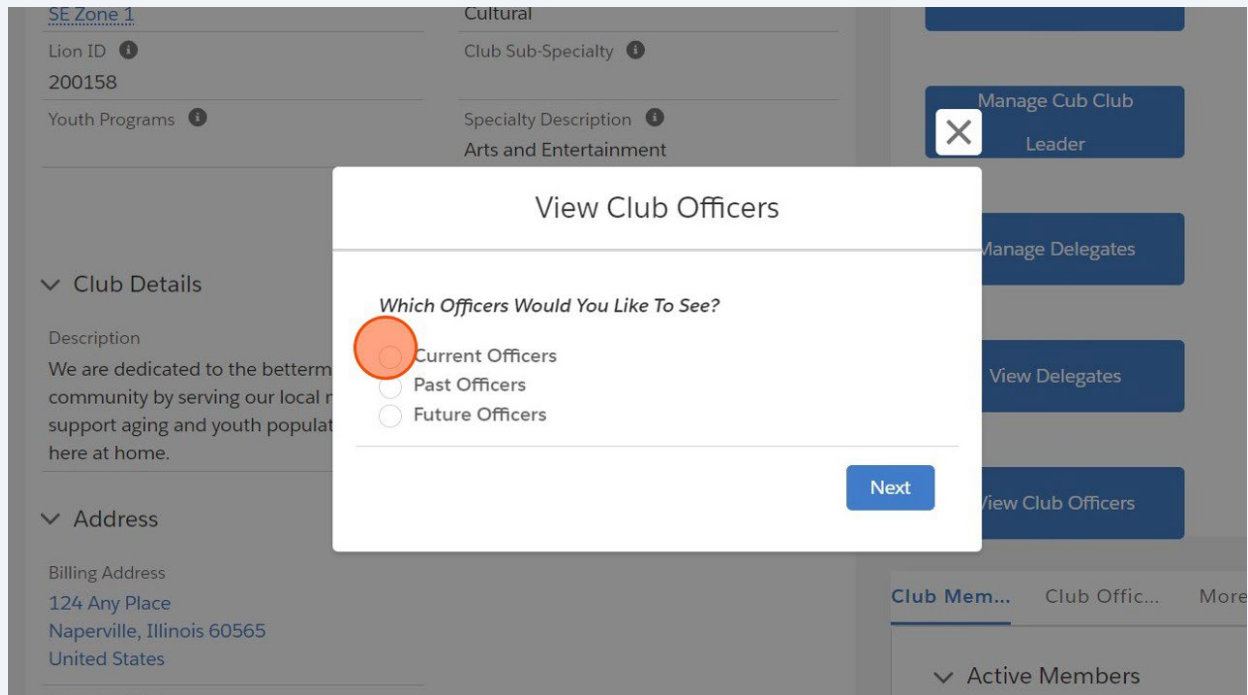 SE Zone 1
Cultural
Lion ID
Club Sub-Specialty
200158
Youth Programs
Specialty Description
Arts and Entertainment
Manage Cub Club
Leader
View Club Officers
Manage Delegates
Club Details
Which Officers Would You Like To See?
Description
Current Officers
We are dedicated to the
View Delegates
Past Officers
community by serving our local
Future Officers
support aging and youth
here at home.
Next
View Club Officers
Address
Billing Address
124 Any Place
Naperville, Illinois 60565
United States
Club Mem...
Club Offic...
More
Active Members